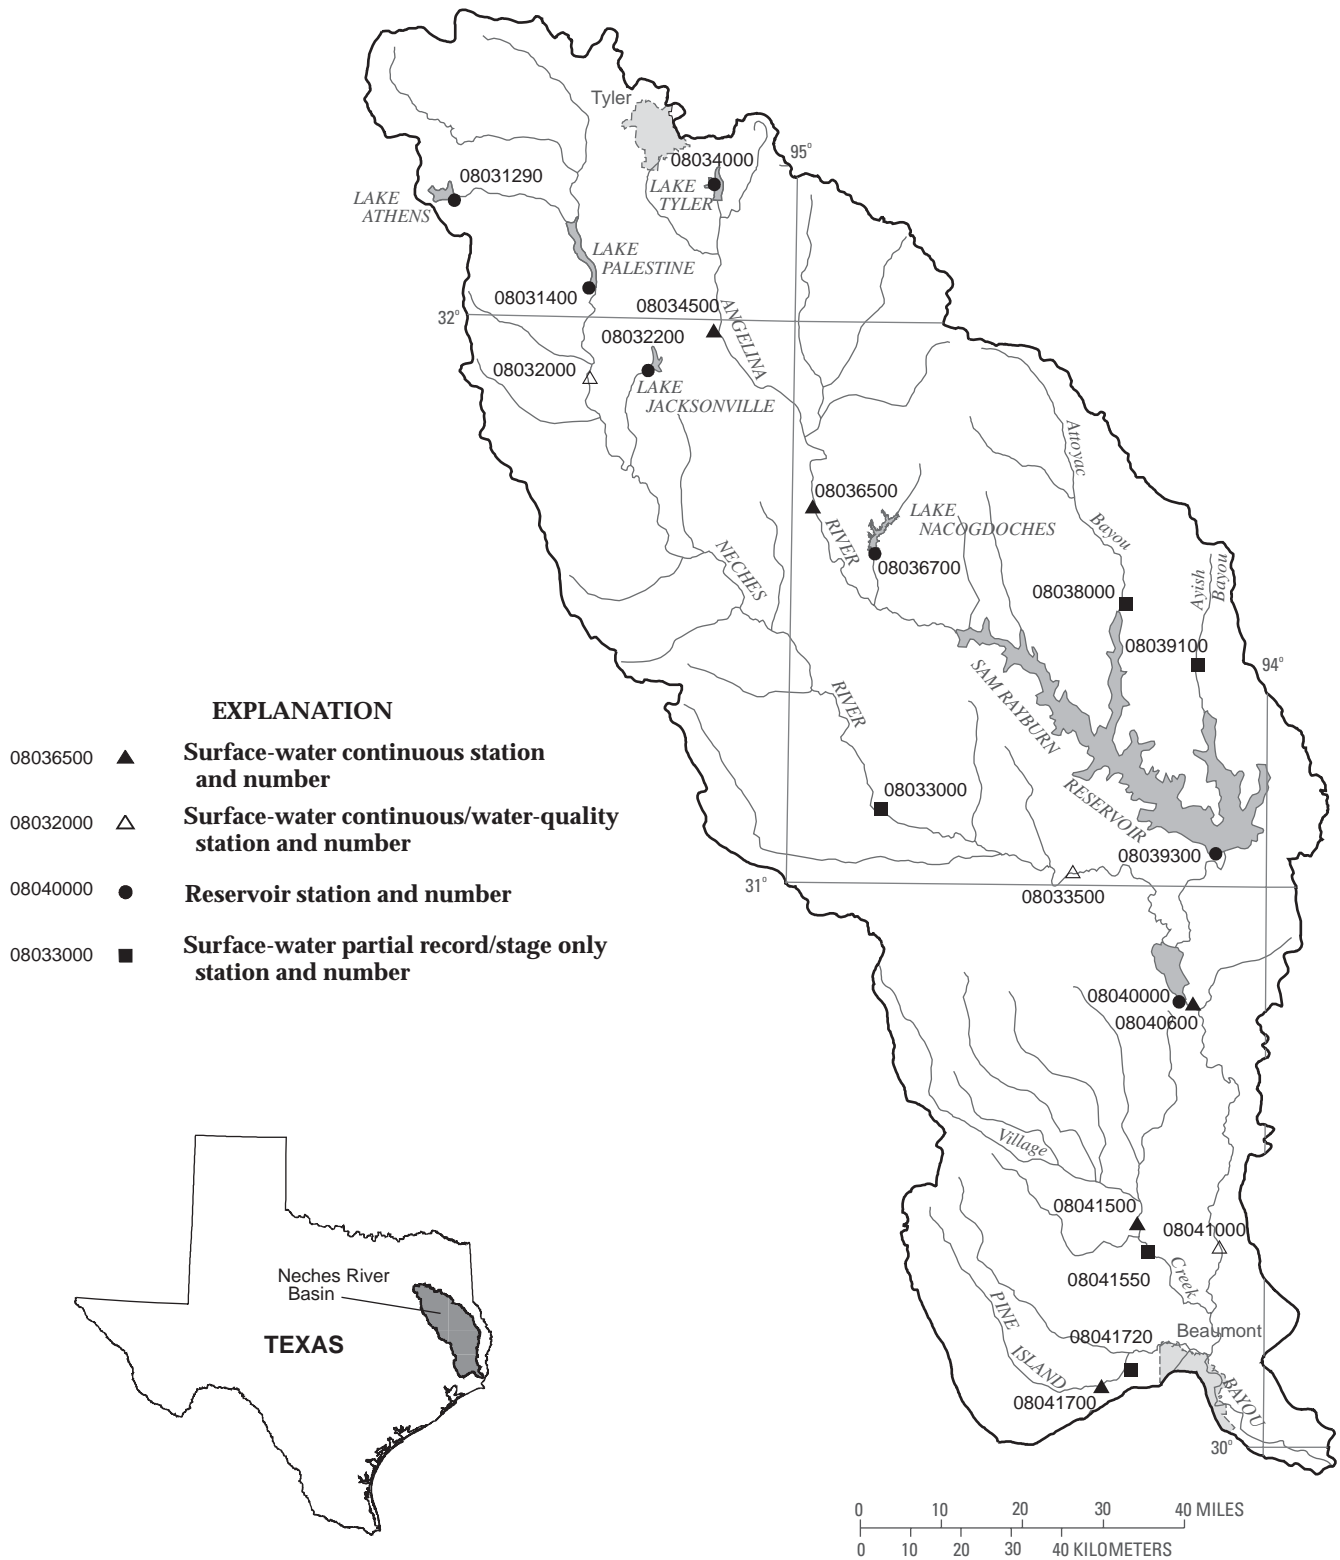 Tyler
95°
08034000
LAKE
TYLER
08031290
LAKE
ATHENS
LAKE
PALESTINE
08031400
08034500
ANGELINA
32°
08032200
08032000
LAKE
JACKSONVILLE
Attoyac
Bayou
08036500
RIVER
LAKE
NACOGDOCHES
08036700
NECHES
08038000
Ayish
Bayou
08039100
94°
SAM RAYBURN
RIVER
RESERVOIR
08033000
08039300
31°
08033500
08040000
08040600
Village
08041500
08041000
08041550
Creek
PINE
ISLAND
08041720
Beaumont
BAYOU
08041700
30°
EXPLANATION
08036500 Surface-water continuous station
and number
08032000 Surface-water continuous/water-quality
station and number
08040000 Reservoir station and number
08033000 Surface-water partial record/stage only
station and number
Neches River
Basin
TEXAS
0 10 20 30 40 MILES
0 10 20 30 40 KILOMETERS